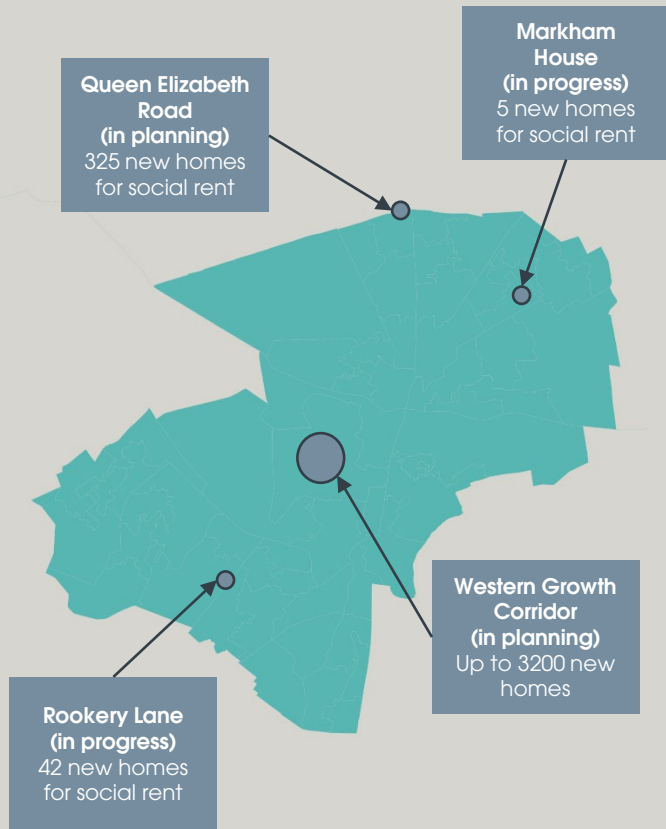 Markham
House
(in progress)
5 new homes
for social rent
Queen Elizabeth
Road
(in planning)
325 new homes
for social rent
Western Growth
Corridor
(in planning)
Up to 3200 new
homes
Rookery Lane
(in progress)
42 new homes
for social rent